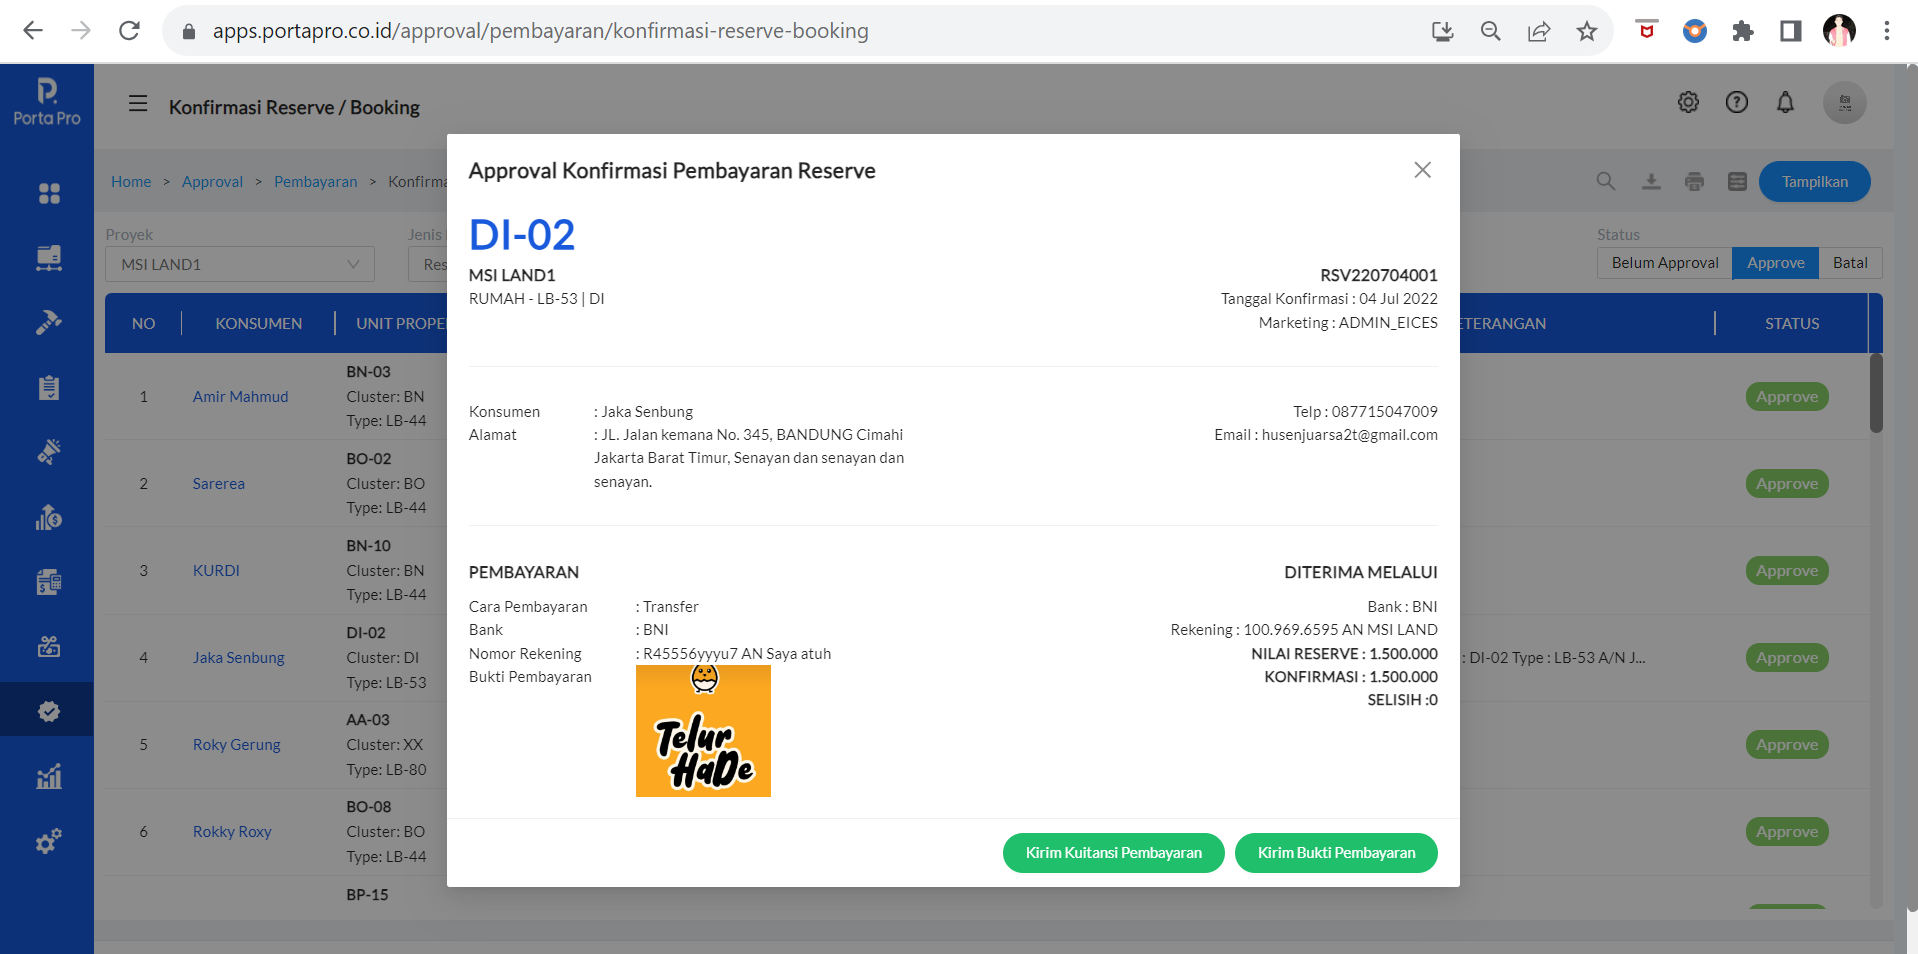 apps.portapro.co.id/approval/pembayaran/konfirmasi-reserve-booking
Porta Pro
Konfirmasi Reserve / Booking
Home > Approval > Pembayaran >
Tampilkan
Proyek
MSI LAND1
Status
Belum Approval Approve Batal
NO KONSUMEN STATUS
1 Amir Mahmud
BN-03
Cluster: BN
Type: LB-44
Approve
2 Sarerea
BO-02
Cluster: BO
Type: LB-44
Approve
3 KURDI
BN-10
Cluster: BN
Type: LB-44
Approve
4 Jaka Senbung
DI-02
Cluster: DI
Type: LB-53
: DI-02 Type : LB-53 A/N J...
Approve
5 Roky Gerung
AA-03
Cluster: XX
Type: LB-80
Approve
6 Rokky Roxy
BO-08
Cluster: BO
Type: LB-44
Approve
BP-15
Approval Konfirmasi Pembayaran Reserve
DI-02
MSI LAND1
RUMAH - LB-53 | DI
RSV220704001
Tanggal Konfirmasi : 04 Jul 2022
Marketing : ADMIN_EICES
Konsumen : Jaka Senbung
Alamat : JL. Jalan kemana No. 345, BANDUNG Cimahi
Jakarta Barat Timur, Senayan dan senayan dan
senayan.
Telp : 087715047009
Email : husenjuarsa2t@gmail.com
PEMBAYARAN
Cara Pembayaran : Transfer
Bank : BNI
Nomor Rekening : R45556yyyu7 AN Saya atuh
Bukti Pembayaran
Telur
HaDe
DITERIMA MELALUI
Bank : BNI
Rekening : 100.969.6595 AN MSI LAND
NILAI RESERVE : 1.500.000
KONFIRMASI : 1.500.000
SELISIH :0
Kirim Kuitansi Pembayaran
Kirim Bukti Pembayaran